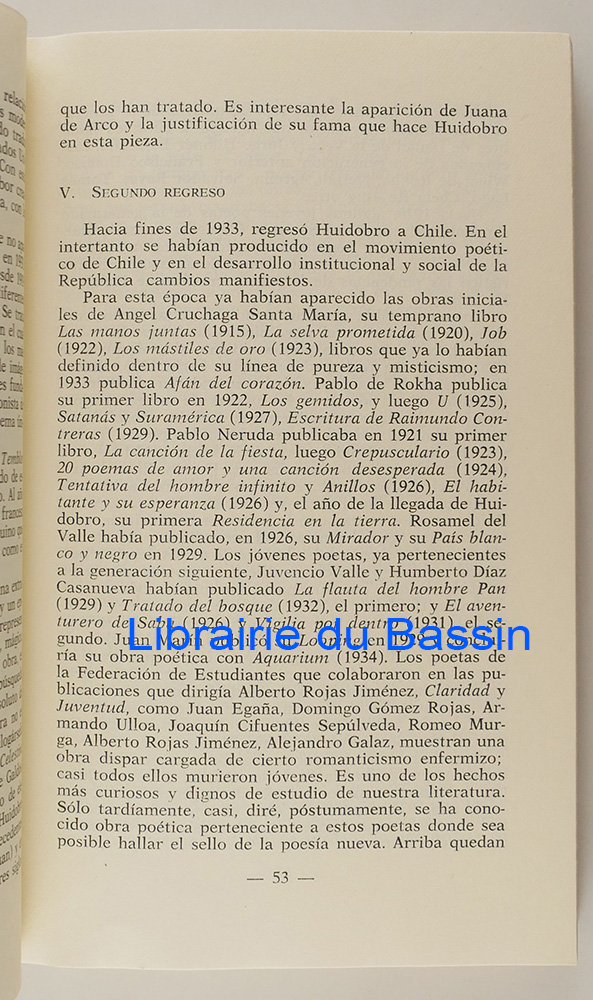 que los han tratado. Es interesante la aparición de Juana
de Arco y la justificación de su fama que hace Huidobro
en esta pieza.
V. SEGUNDO REGRESO
Hacia fines de 1933, regresó Huidobro a Chile. En el
intertanto se habían producido en el movimiento poéti-
co de Chile y en el desarrollo institucional y social de la
República cambios manifiestos.
Para esta época ya habían aparecido las obras inicia-
les de Angel Cruchaga Santa María, su temprano libro
Las manos juntas (1915), La selva prometida (1920), Job
(1922), Los mástiles de oro (1923), libros que ya lo habían
definido dentro de su línea de pureza y misticismo; en
1933 publica Afán del corazón. Pablo de Rokha publica
su primer libro en 1922, Los gemidos, y luego U (1925),
Satanás y Suramérica (1927), Escritura de Raimundo Con-
treras (1929). Pablo Neruda publicaba en 1921 su primer
libro, La canción de la fiesta, luego Crepusculario (1923),
20 poemas de amor y una canción desesperada (1924),
Tentativa del hombre infinito y Anillos (1926), El habi-
tante y su esperanza (1926) y, el año de la llegada de Hui-
dobro, su primera Residencia en la tierra. Rosamel del
Valle había publicado, en 1926, su Mirador y su País blan-
co y negro en 1929. Los jóvenes poetas, ya pertenecientes
a la generación siguiente, Juvencio Valle y Humberto Díaz
Casanueva habían publicado La flauta del hombre Pan
(1929) y Tratado del bosque (1932), el primero; y El aven-
turero de Saba (1926) y Vigilia por dentro (1931) el se-
gundo. Juan Marín publicó su Looping en 1929 y conclui-
ría su obra poética con Aquarium (1934). Los poetas de
la Federación de Estudiantes que colaboraron en las pu-
blicaciones que dirigía Alberto Rojas Jiménez, Claridad y
Juventud, como Juan Egaña, Domingo Gómez Rojas, Ar-
mando Ulloa, Joaquín Cifuentes Sepúlveda, Romeo Mur-
ga, Alberto Rojas Jiménez, Alejandro Galaz, muestran una
obra dispar cargada de cierto romanticismo enfermizo;
casi todos ellos murieron jóvenes. Es uno de los hechos
más curiosos y dignos de estudio de nuestra literatura.
Sólo tardíamente, casi, diré, póstumamente, se ha cono-
cido obra poética perteneciente a estos poetas donde sea
posible hallar el sello de la poesía nueva. Arriba quedan
— 53 —
Librairie du Bassin